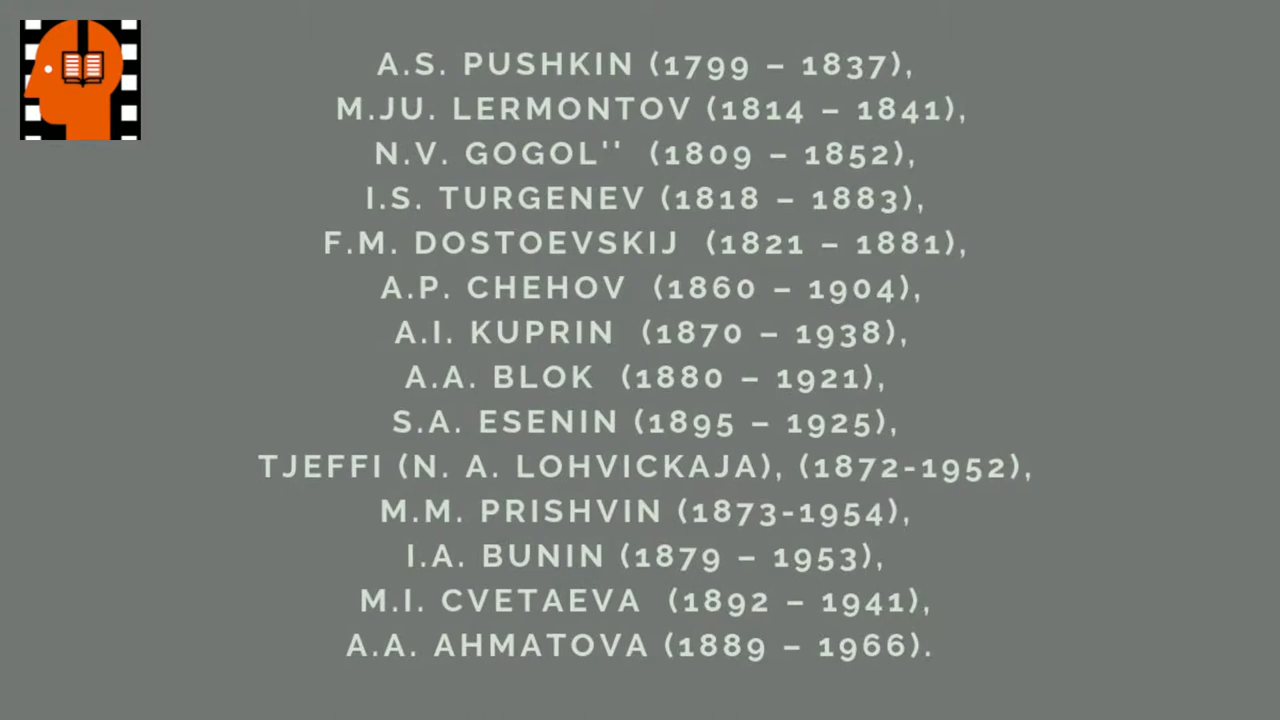 A.S. PUSHKIN (1799 – 1837),
M.JU. LERMONTOV (1814 – 1841),
N.V. GOGOL'' (1809 – 1852),
I.S. TURGENEV (1818 – 1883),
F.M. DOSTOEVSKIJ (1821 – 1881),
A.P. CHEHOV (1860 – 1904),
A.I. KUPRIN (1870 – 1938),
A.A. BLOK (1880 – 1921),
S.A. ESENIN (1895 – 1925),
TJEFFI (N. A. LOHVICKAJA), (1872-1952),
M.M. PRISHVIN (1873-1954),
I.A. BUNIN (1879 – 1953),
M.I. CVETAEVA (1892 – 1941),
A.A. AHMATOVA (1889 – 1966).